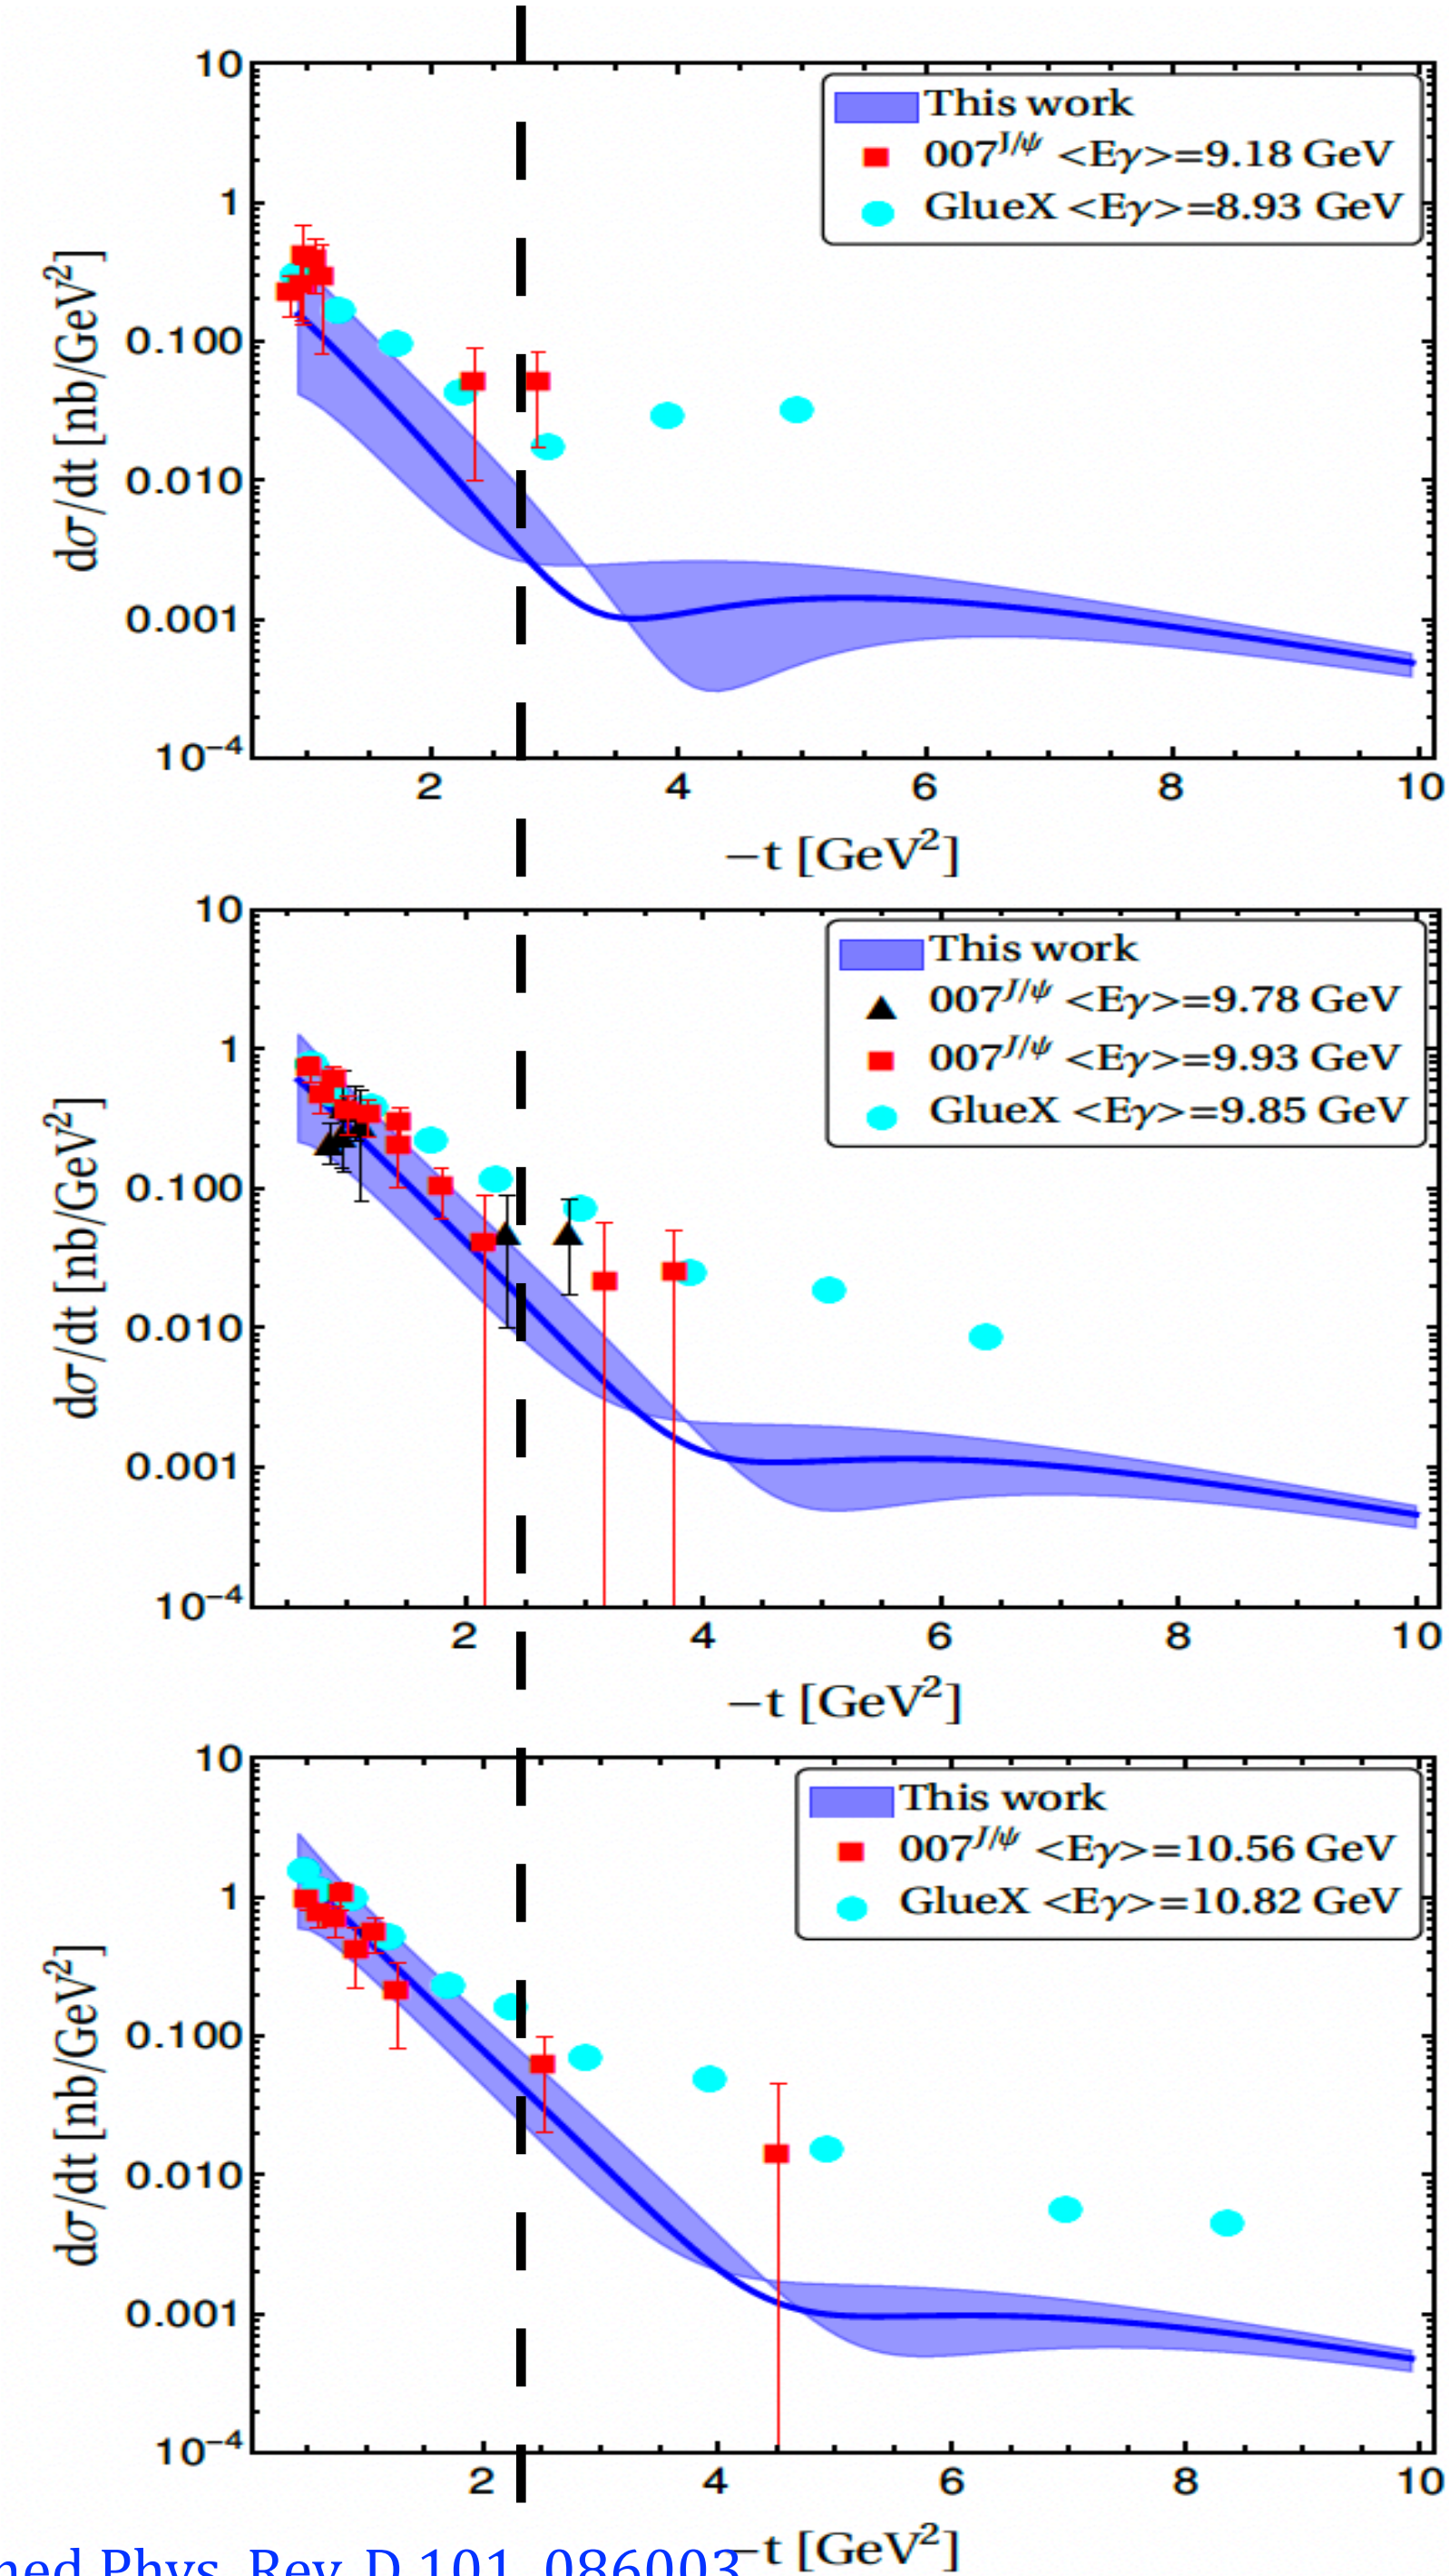 10
1
0.100
0.010
0.001
10⁻⁴
dσ/dt [nb/GeV²]
This work
007^J/ψ <Eγ>=9.18 GeV
GlueX <Eγ>=8.93 GeV
2 4 6 8 10
−t [GeV²]
10
1
0.100
0.010
0.001
10⁻⁴
dσ/dt [nb/GeV²]
This work
007^J/ψ <Eγ>=9.78 GeV
007^J/ψ <Eγ>=9.93 GeV
GlueX <Eγ>=9.85 GeV
2 4 6 8 10
−t [GeV²]
10
1
0.100
0.010
0.001
10⁻⁴
dσ/dt [nb/GeV²]
This work
007^J/ψ <Eγ>=10.56 GeV
GlueX <Eγ>=10.82 GeV
2 4 6 8 10
−t [GeV²]
Phys. Rev. D 101, 086003